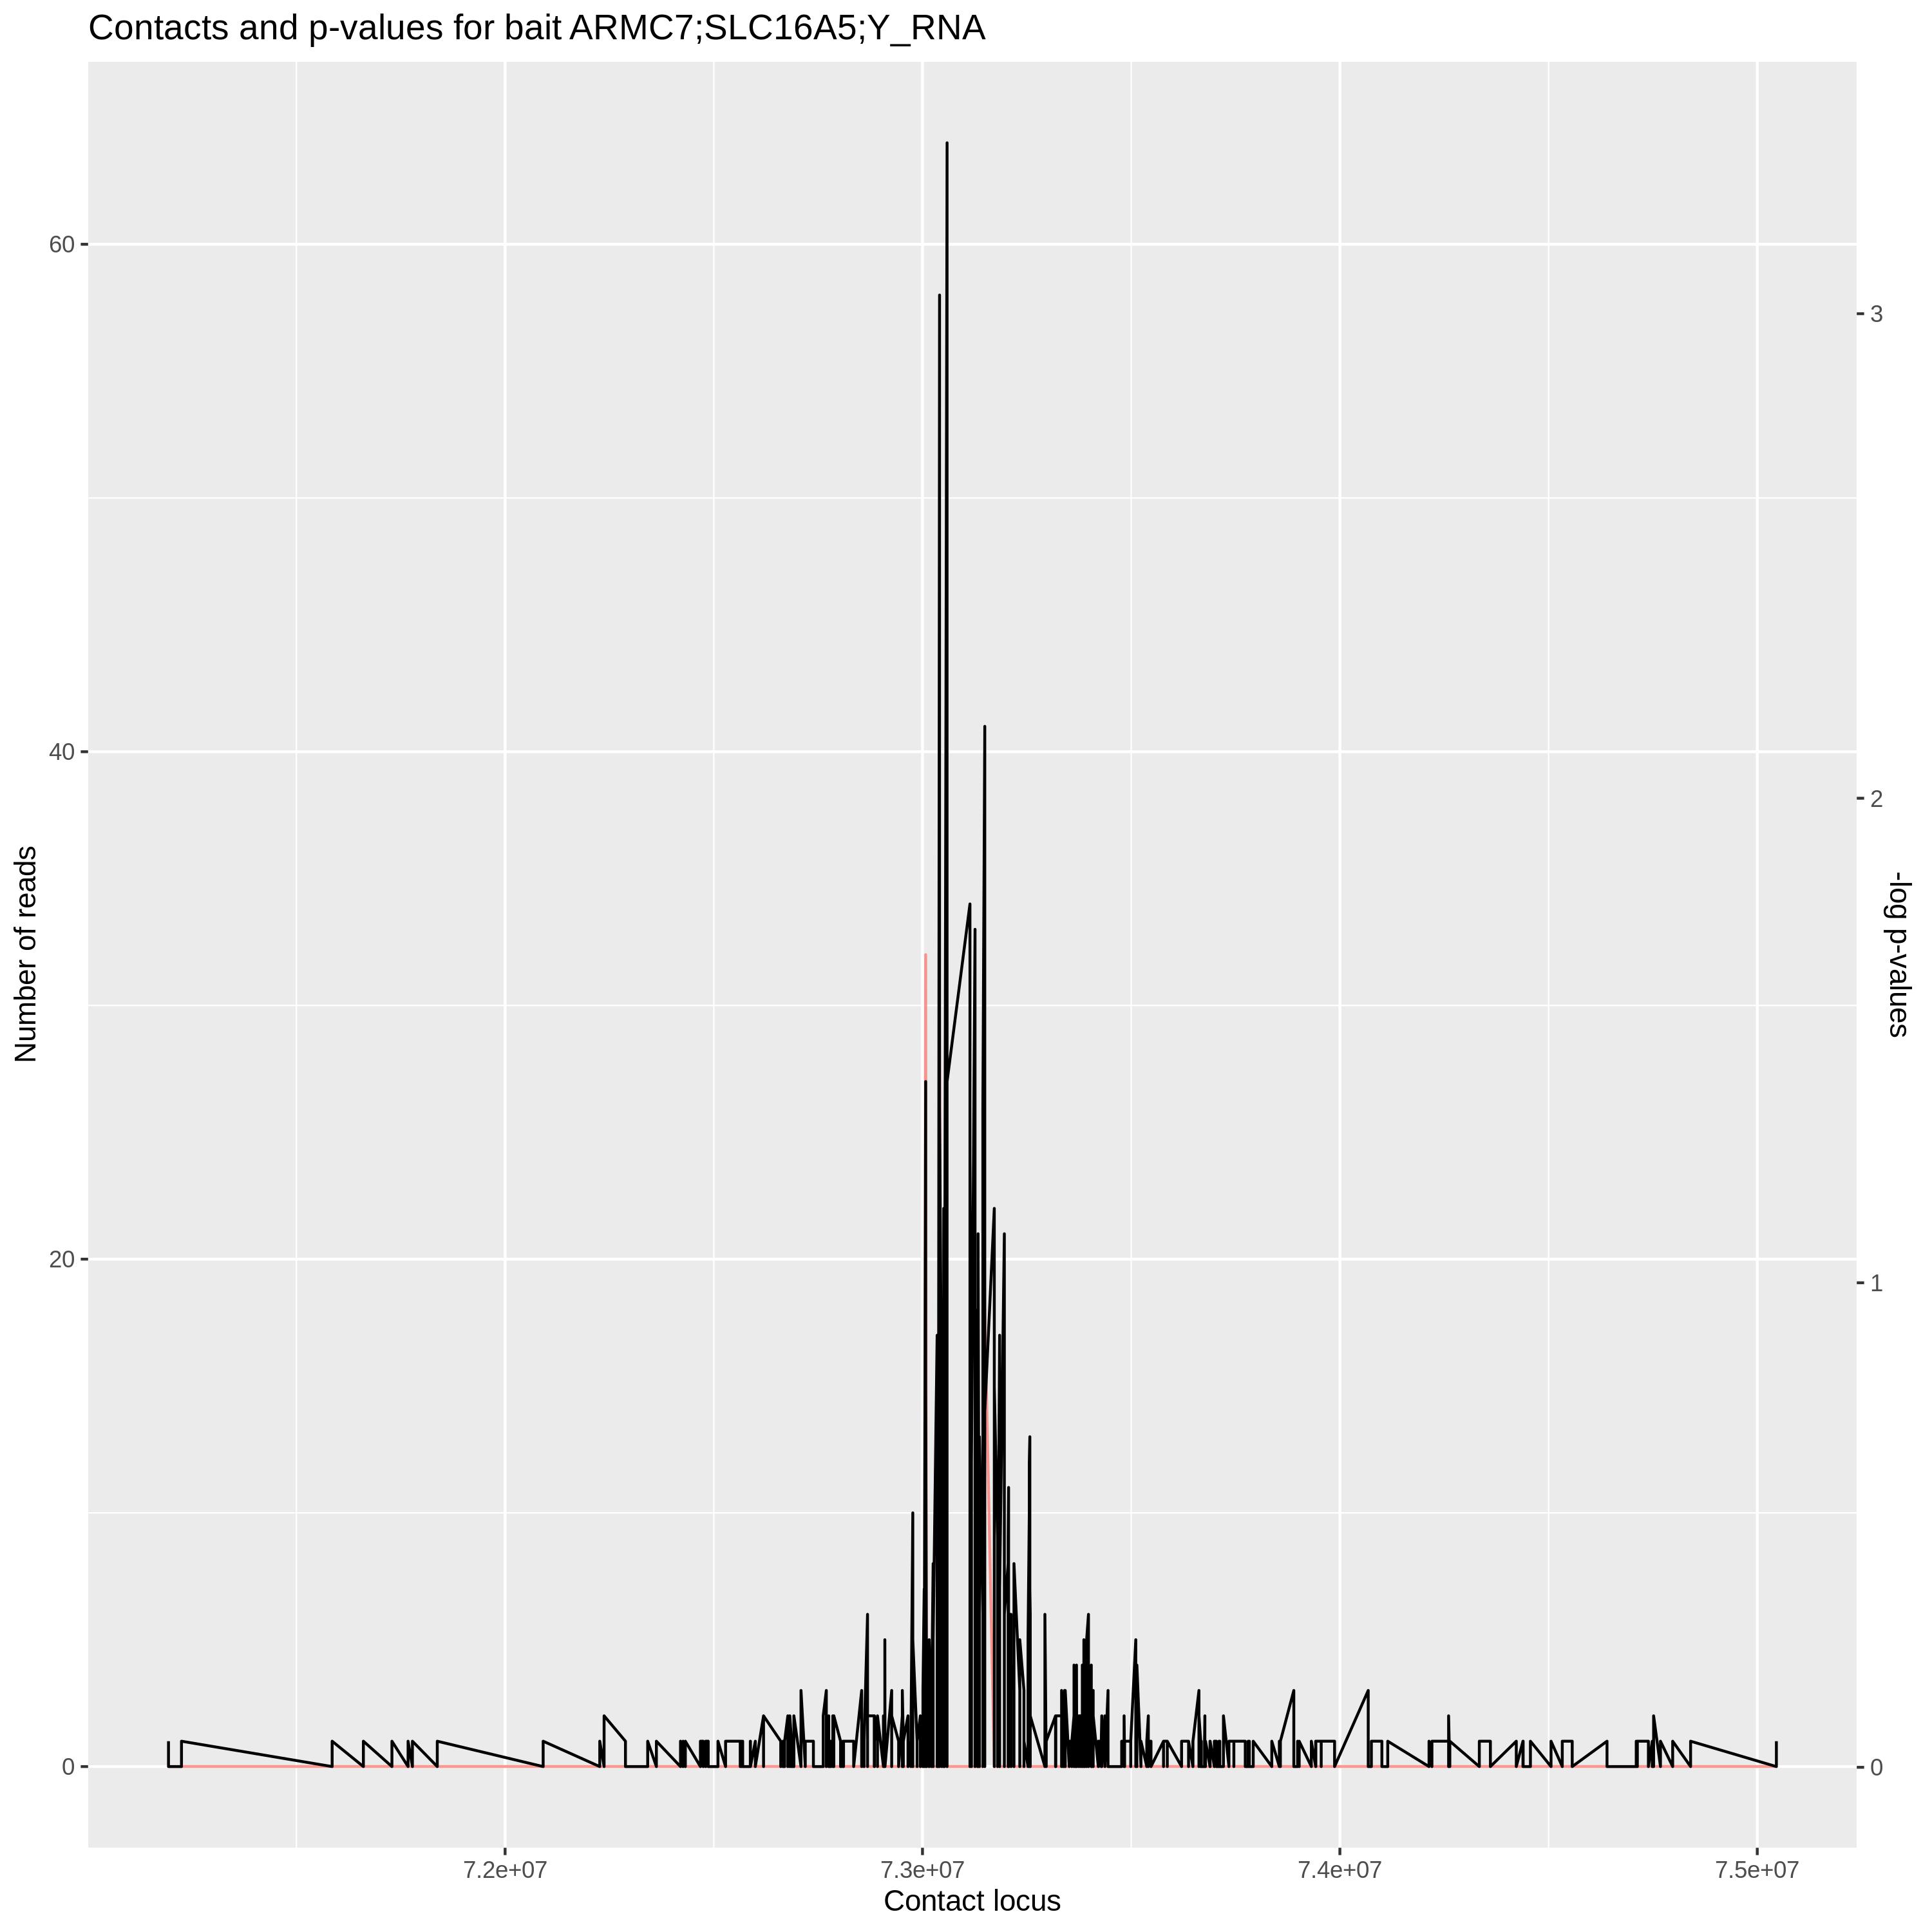 Contacts and p-values for bait ARMC7;SLC16A5;Y_RNA
60
40
20
0
Number of reads
3
2
1
0
-log p-values
7.2e+07 7.3e+07 7.4e+07 7.5e+07
Contact locus